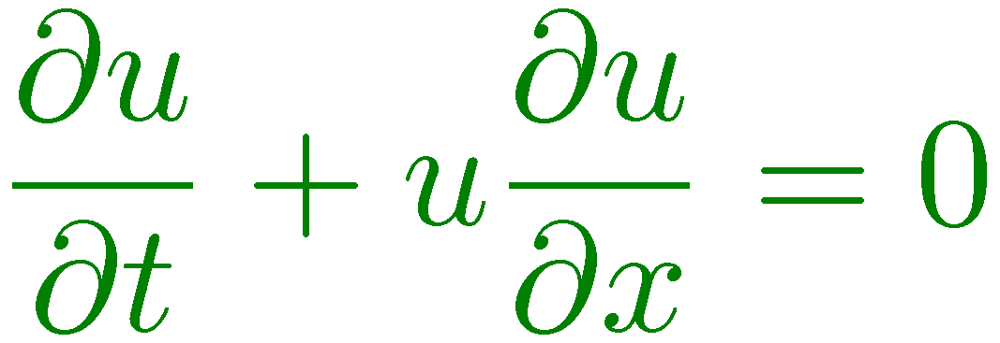 ∂u/∂t + u ∂u/∂x = 0